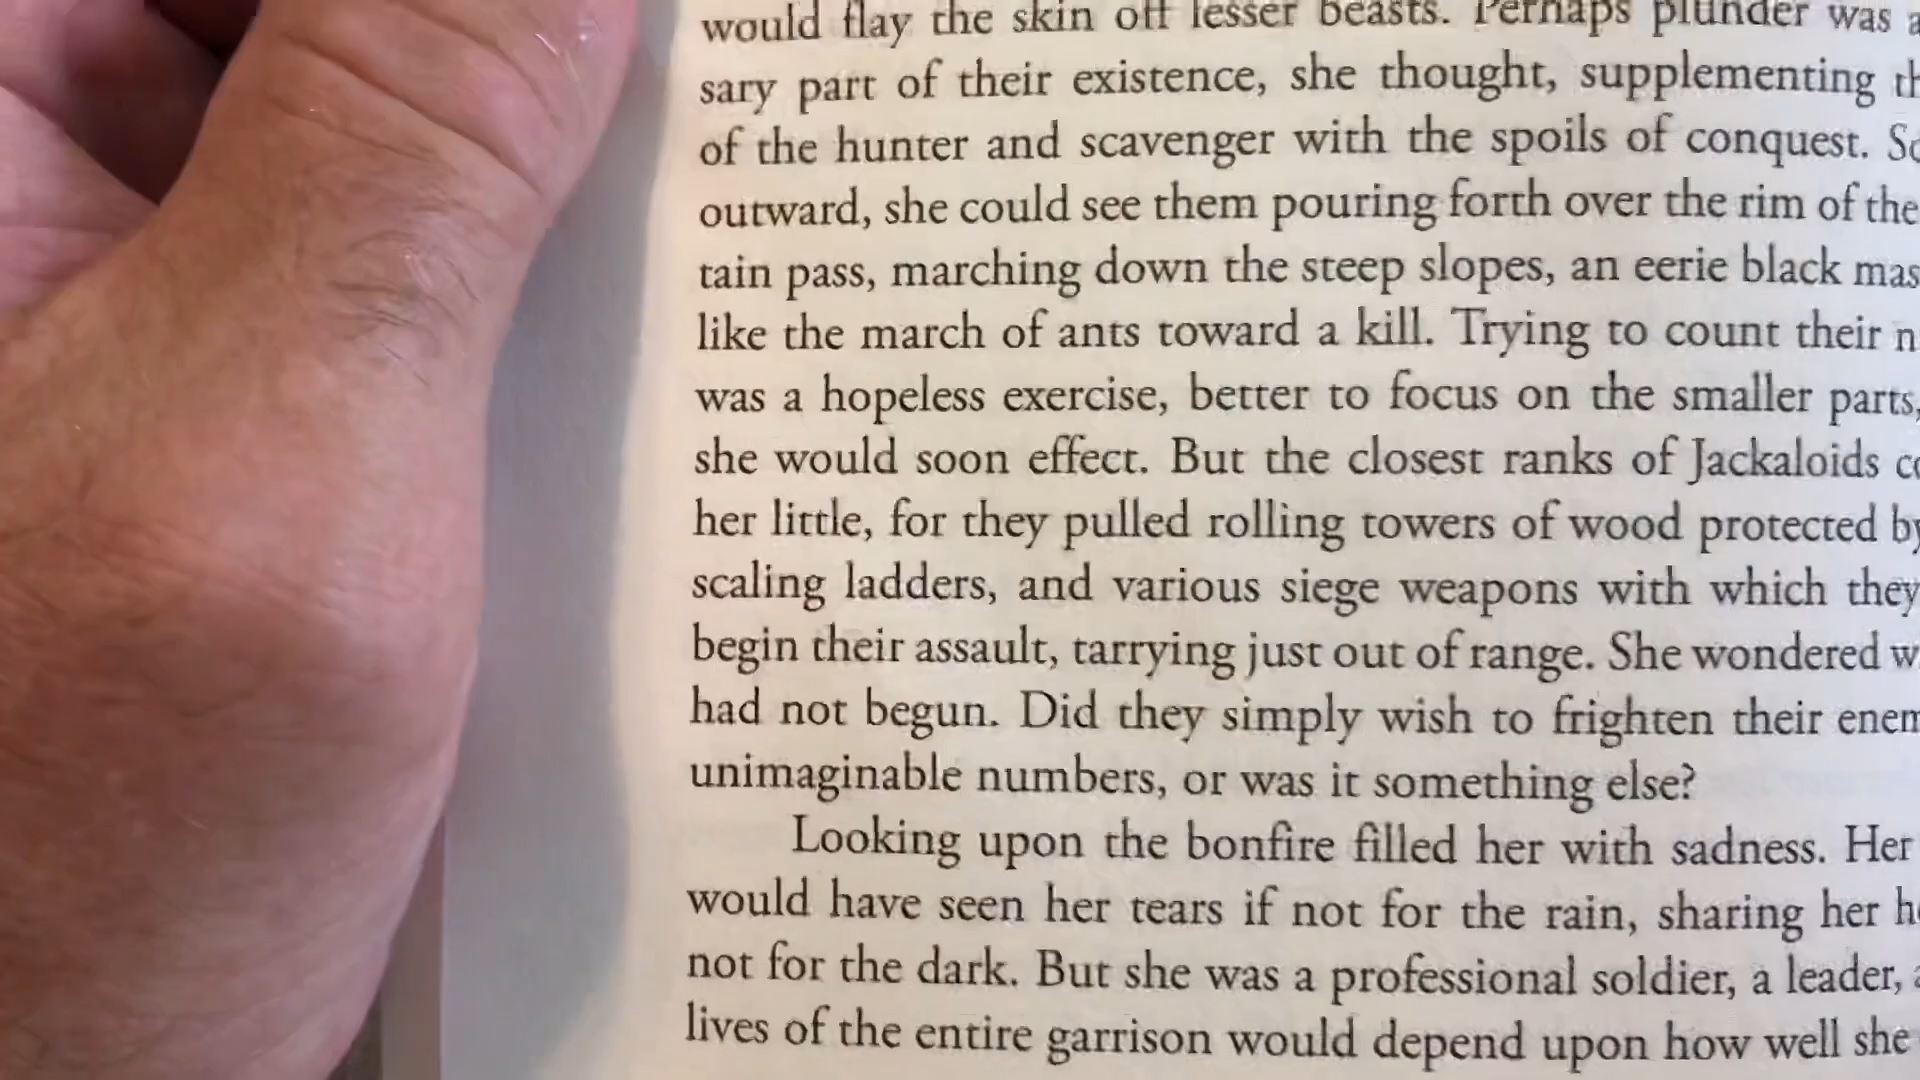 would flay the skin off lesser beasts. Perhaps plunder was a
sary part of their existence, she thought, supplementing th
of the hunter and scavenger with the spoils of conquest. So
outward, she could see them pouring forth over the rim of the
tain pass, marching down the steep slopes, an eerie black mas
like the march of ants toward a kill. Trying to count their n
was a hopeless exercise, better to focus on the smaller parts,
she would soon effect. But the closest ranks of Jackaloids co
her little, for they pulled rolling towers of wood protected by
scaling ladders, and various siege weapons with which they
begin their assault, tarrying just out of range. She wondered w
had not begun. Did they simply wish to frighten their enem
unimaginable numbers, or was it something else?
Looking upon the bonfire filled her with sadness. Her
would have seen her tears if not for the rain, sharing her he
not for the dark. But she was a professional soldier, a leader, a
lives of the entire garrison would depend upon how well she